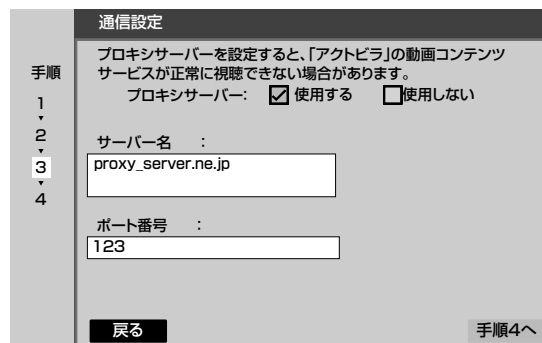 通信設定
プロキシサーバーを設定すると、「アクトビラ」の動画コンテンツ
サービスが正常に視聴できない場合があります。
プロキシサーバー: 使用する 使用しない
手順
1
2
3
4
サーバー名 :
proxy_server.ne.jp
ポート番号 :
123
戻る
手順4へ